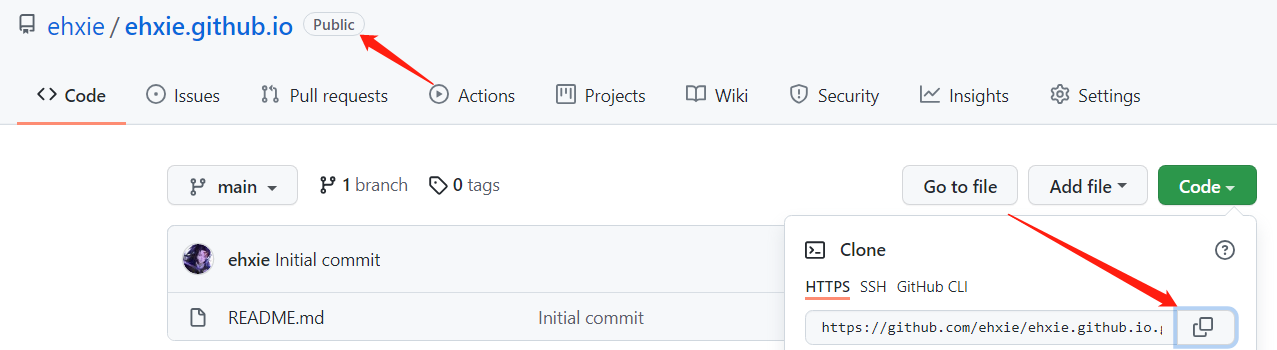 ehxie / ehxie.github.io Public
Code Issues Pull requests Actions Projects Wiki Security Insights Settings
main 1 branch 0 tags Go to file Add file Code
ehxie Initial commit
README.md Initial commit
Clone
HTTPS SSH GitHub CLI
https://github.com/ehxie/ehxie.github.io.g